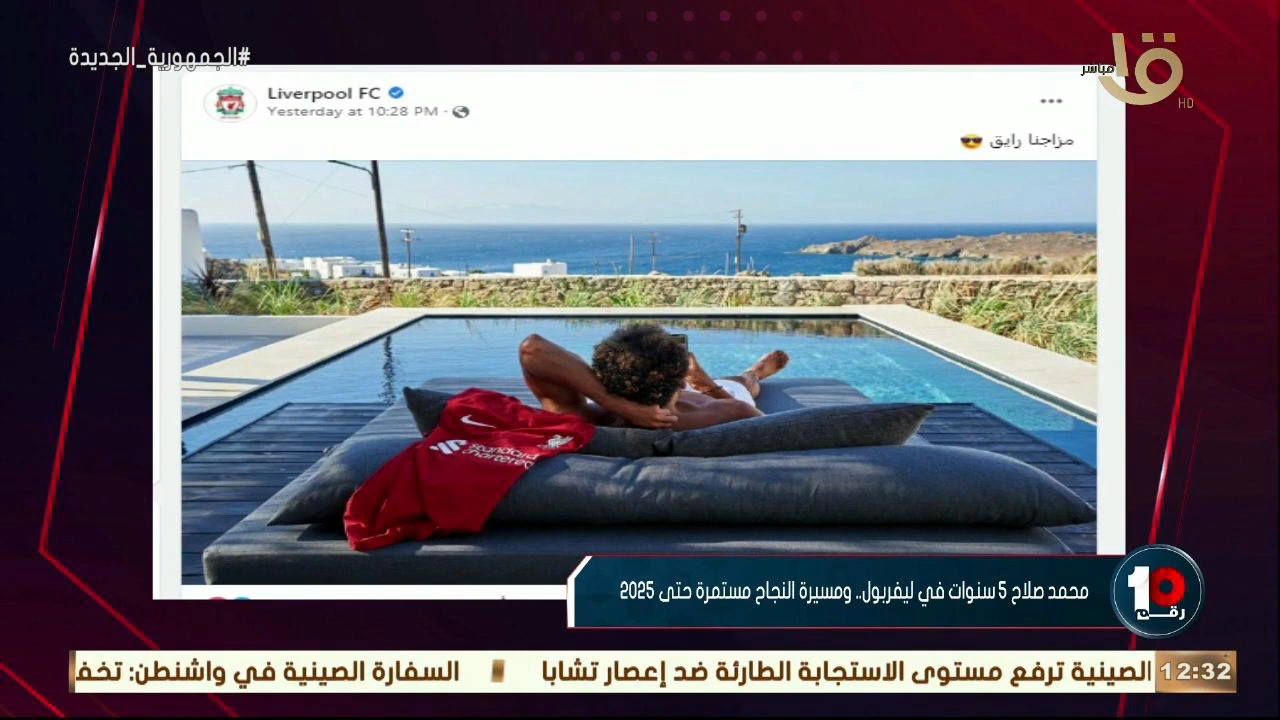 #الجمهورية_الجديدة
مباشر
HD
Liverpool FC
Yesterday at 10:28 PM
مزاجنا رايق 😎
standard
chartered
محمد صلاح 5 سنوات في ليفربول.. ومسيرة النجاح مستمرة حتى 2025
رقم 10
12:32
الصينية ترفع مستوى الاستجابة الطارئة ضد إعصار تشابا
السفارة الصينية في واشنطن: تخف